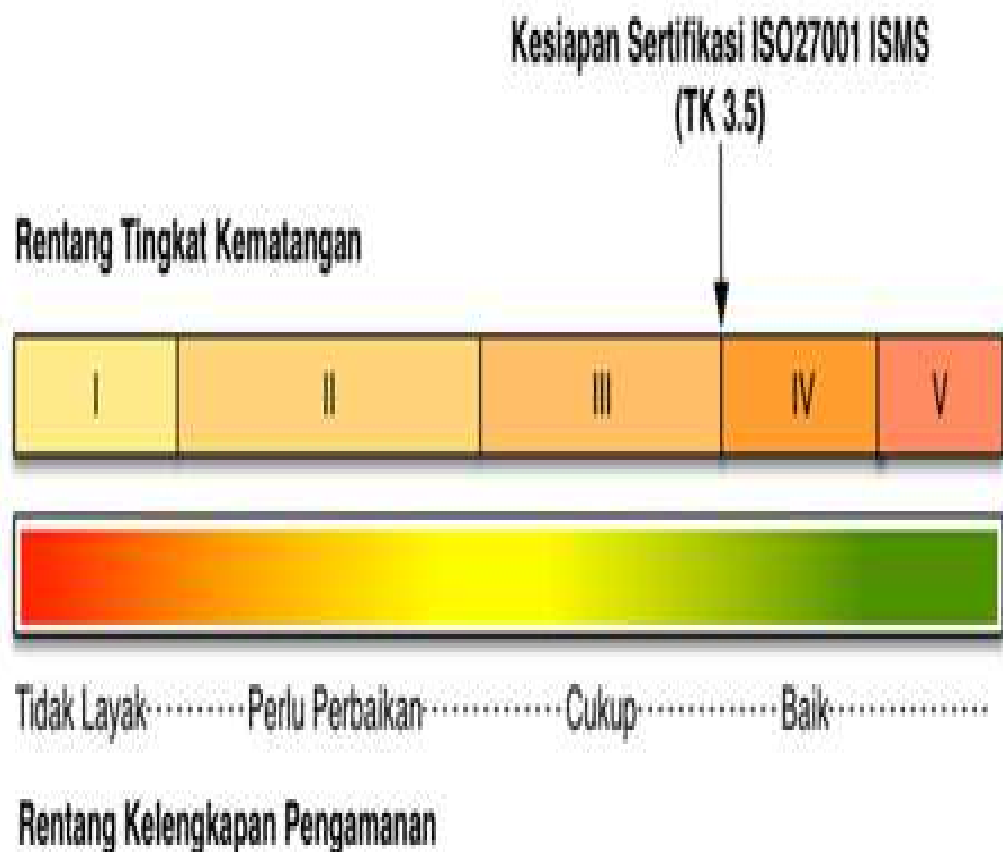 Kesiapan Sertifikasi ISO27001 ISMS
(TK 3.5)
Rentang Tingkat Kematangan
I II III IV V
Tidak Layak··········Perlu Perbaikan··············Cukup··············Baik················
Rentang Kelengkapan Pengamanan